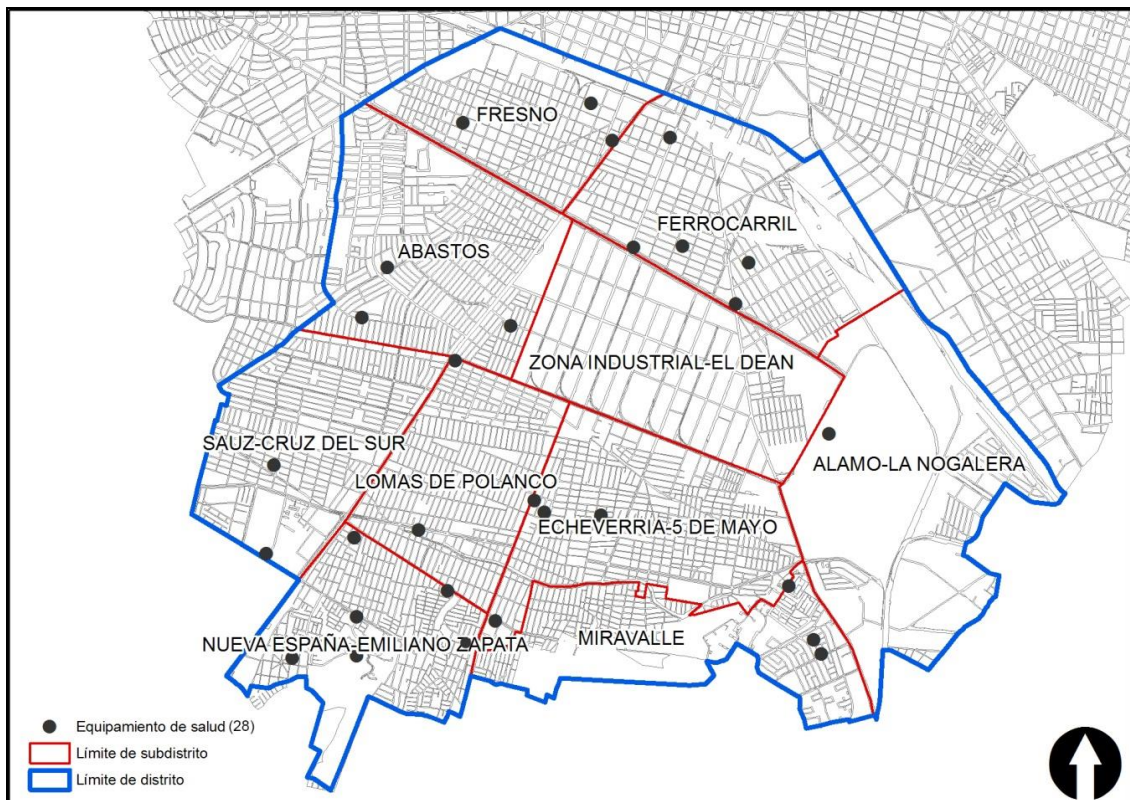 FRESNO
FERROCARRIL
ABASTOS
ZONA INDUSTRIAL-EL DEAN
SAUZ-CRUZ DEL SUR
ALAMO-LA NOGALERA
LOMAS DE POLANCO
ECHEVERRIA-5 DE MAYO
MIRAVALLE
NUEVA ESPAÑA-EMILIANO ZAPATA
Equipamiento de salud (28)
Límite de subdistrito
Límite de distrito